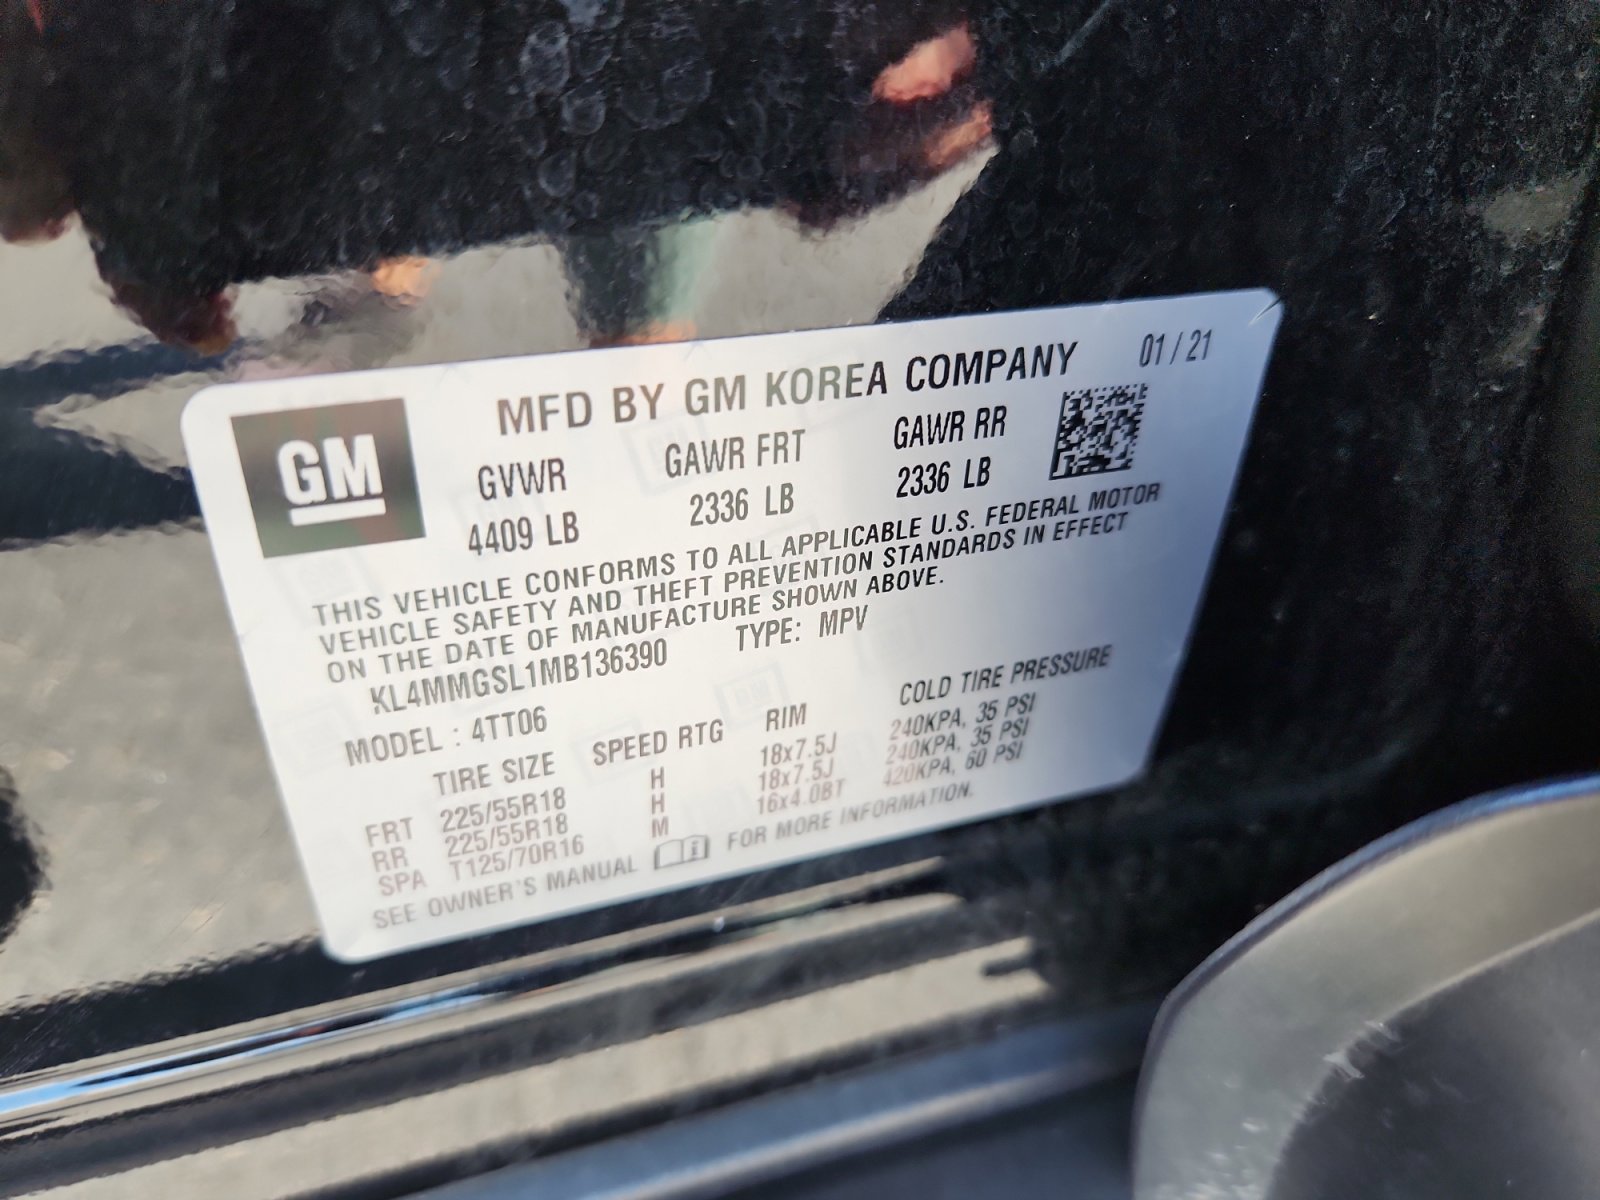 MFD BY GM KOREA COMPANY 01/21
GM
GVWR GAWR FRT GAWR RR
4409 LB 2336 LB 2336 LB
THIS VEHICLE CONFORMS TO ALL APPLICABLE U.S. FEDERAL MOTOR
VEHICLE SAFETY AND THEFT PREVENTION STANDARDS IN EFFECT
ON THE DATE OF MANUFACTURE SHOWN ABOVE.
KL4MMGSL1MB136390 TYPE: MPV
MODEL : 4TT06
TIRE SIZE SPEED RTG RIM COLD TIRE PRESSURE
FRT 225/55R18 H 18x7.5J 240KPA, 35 PSI
RR 225/55R18 H 18x7.5J 240KPA, 35 PSI
SPA T125/70R16 M 16x4.0BT 420KPA, 60 PSI
SEE OWNER'S MANUAL FOR MORE INFORMATION.